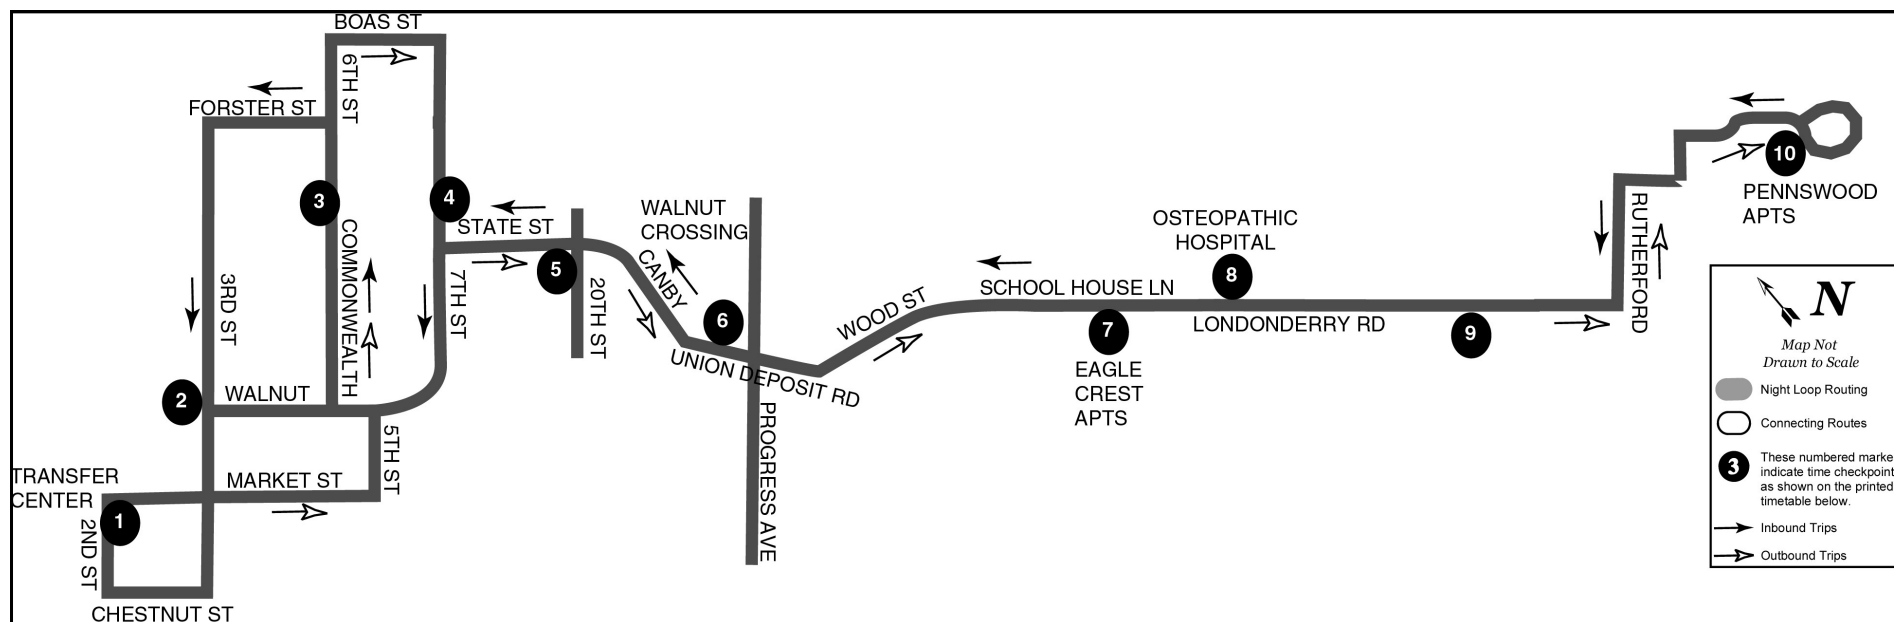 BOAS ST
6TH ST
FORSTER ST
3
4
STATE ST
5
WALNUT
CROSSING
CANBY
COMMONWEALTH
3RD ST
7TH ST
20TH ST
6
UNION DEPOSIT RD
WOOD ST
SCHOOL HOUSE LN
OSTEOPATHIC
HOSPITAL
8
7
EAGLE
CREST
APTS
LONDONDERRY RD
9
RUTHERFORD
10
PENNSWOOD
APTS
2
WALNUT
5TH ST
PROGRESS AVE
TRANSFER
CENTER
MARKET ST
1
2ND ST
CHESTNUT ST
N
Map Not
Drawn to Scale
Night Loop Routing
Connecting Routes
3
These numbered marke
indicate time checkpoint
as shown on the printed
timetable below.
Inbound Trips
Outbound Trips